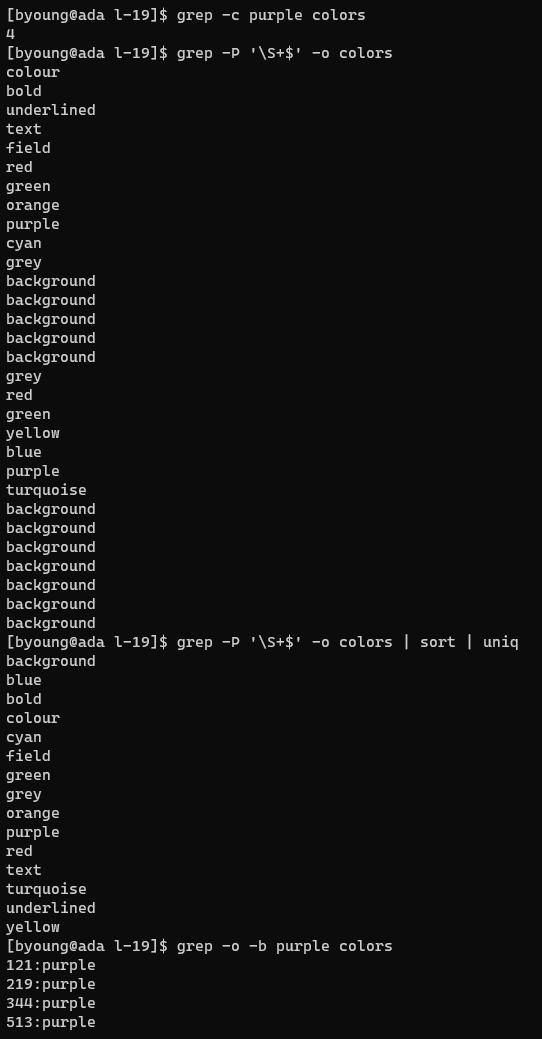 [byoung@ada l-19]$ grep -c purple colors
4
[byoung@ada l-19]$ grep -P '\S+$' -o colors
colour
bold
underlined
text
field
red
green
orange
purple
cyan
grey
background
background
background
background
background
grey
red
green
yellow
blue
purple
turquoise
background
background
background
background
background
background
background
[byoung@ada l-19]$ grep -P '\S+$' -o colors | sort | uniq
background
blue
bold
colour
cyan
field
green
grey
orange
purple
red
text
turquoise
underlined
yellow
[byoung@ada l-19]$ grep -o -b purple colors
121:purple
219:purple
344:purple
513:purple